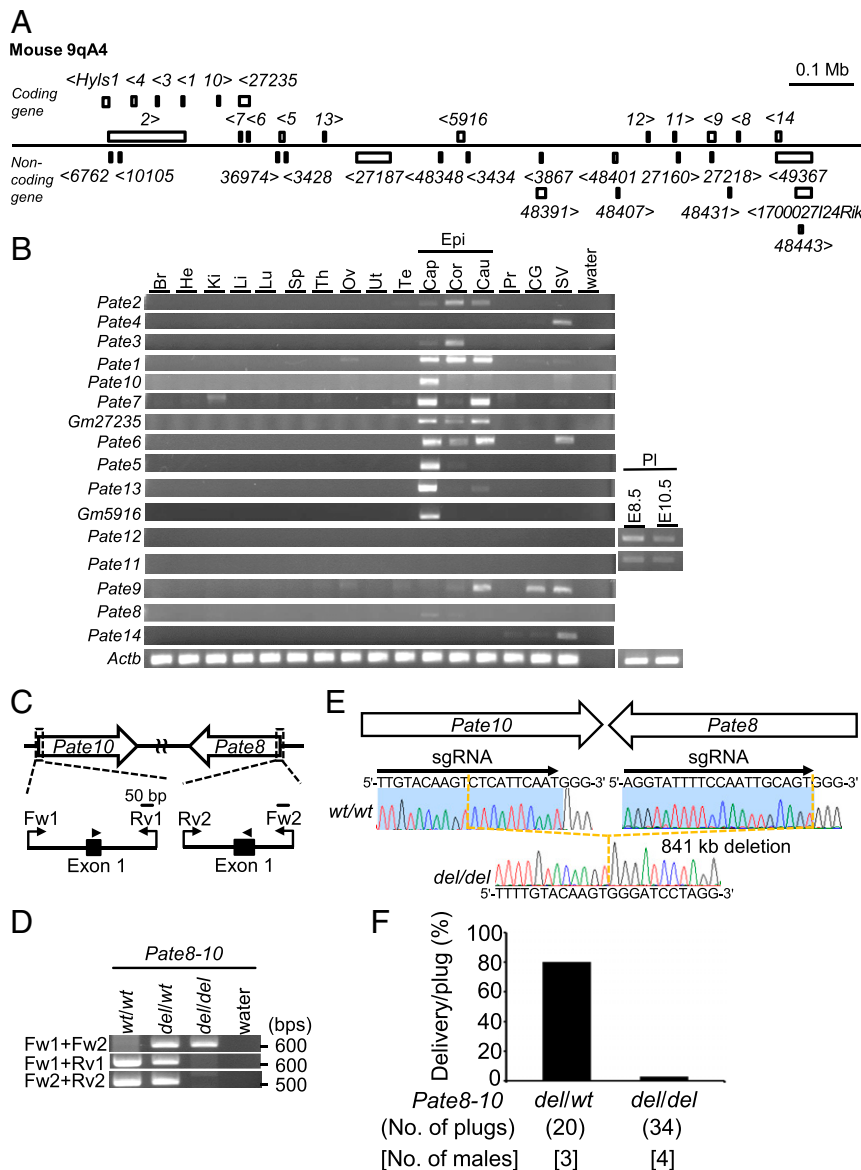 A
Mouse 9qA4
0.1 Mb
<Hyls1 <4 <3 <1 10> <27235
Coding
gene
2> <7 <6 <5 13> <5916 12> 11> <9 <8 <14
Non-
coding
gene
<6762 <10105 36974> <3428 <27187 <48348 <3434 <3867 <48401 27160> 27218> <49367
48391> 48407> 48431> <1700027I24Rik
48443>
B
Epi
Br He Ki Li Lu Sp Th Ov Ut Te Cap Cor Cau Pr CG SV water
Pate2
Pate4
Pate3
Pate1
Pate10
Pate7
Gm27235
Pate6
Pate5
Pate13
Gm5916
Pate12
Pate11
Pate9
Pate8
Pate14
Actb
Pl
E8.5 E10.5
C
Pate10 Pate8
50 bp
Fw1 Rv1 Rv2 Fw2
Exon 1 Exon 1
D
Pate8-10
wt/wt del/wt del/del water
(bps)
Fw1+Fw2 600
Fw1+Rv1 600
Fw2+Rv2 500
E
Pate10 Pate8
sgRNA sgRNA
5'-TTGTACAAGTCTCATTCAATGGG-3' 5'-AGGTATTTTCCAATTGCAGTGGG-3'
wt/wt
841 kb deletion
del/del
5'-TTTTGTACAAGTGGGATCCTAGG-3'
F
Delivery/plug (%)
80
60
40
20
0
Pate8-10 del/wt del/del
(No. of plugs) (20) (34)
[No. of males] [3] [4]